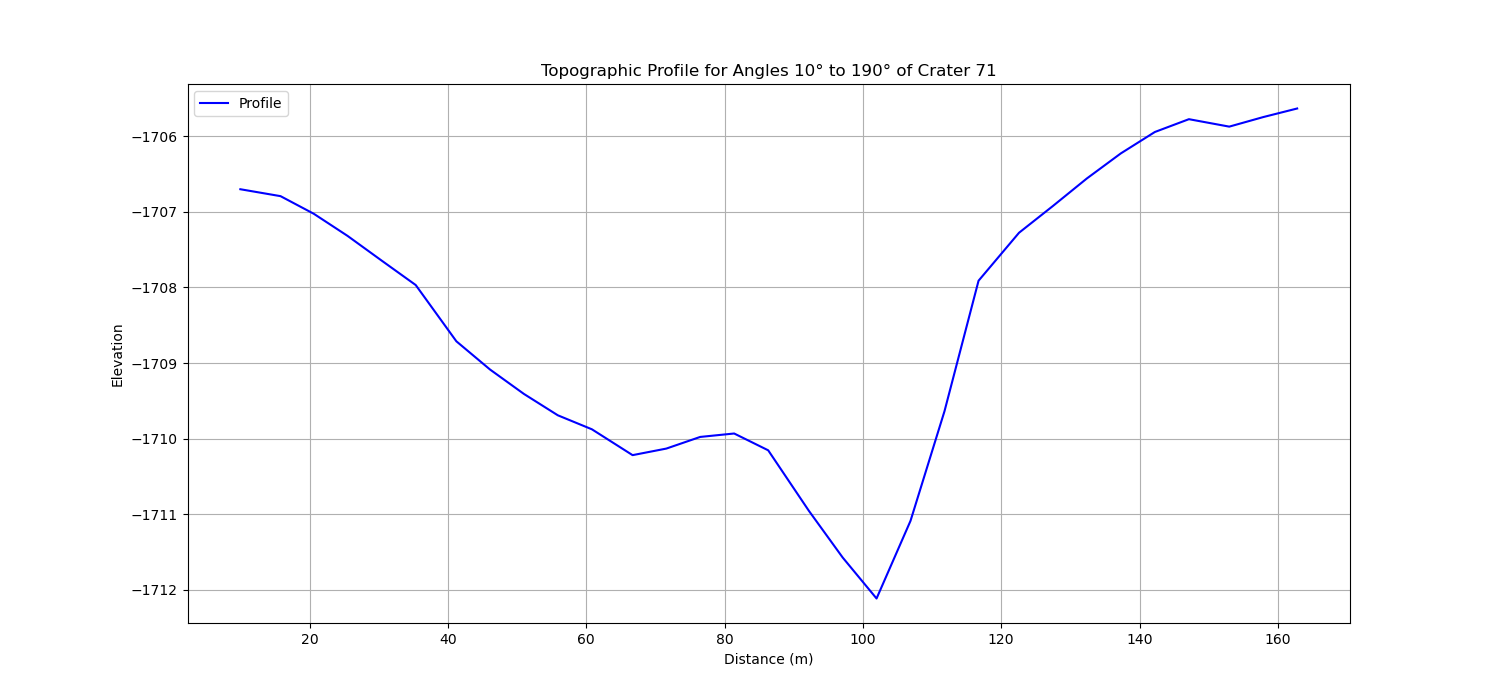 Topographic Profile for Angles 10° to 190° of Crater 71
Profile
−1706
−1707
−1708
−1709
−1710
−1711
−1712
Elevation
20 40 60 80 100 120 140 160
Distance (m)